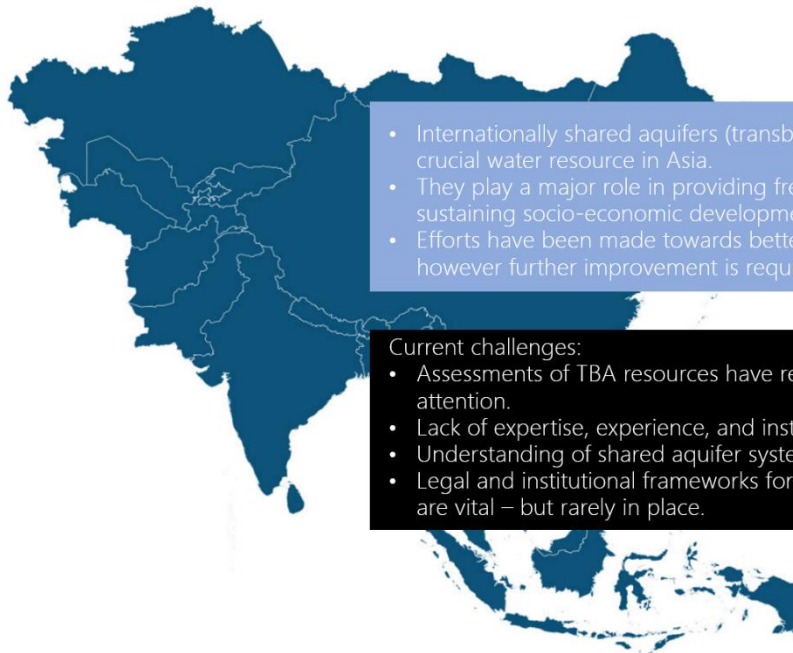 • Internationally shared aquifers (transb
crucial water resource in Asia.
• They play a major role in providing fre
sustaining socio-economic developme
• Efforts have been made towards bette
however further improvement is requi
Current challenges:
• Assessments of TBA resources have re
attention.
• Lack of expertise, experience, and inst
• Understanding of shared aquifer syste
• Legal and institutional frameworks for
are vital – but rarely in place.